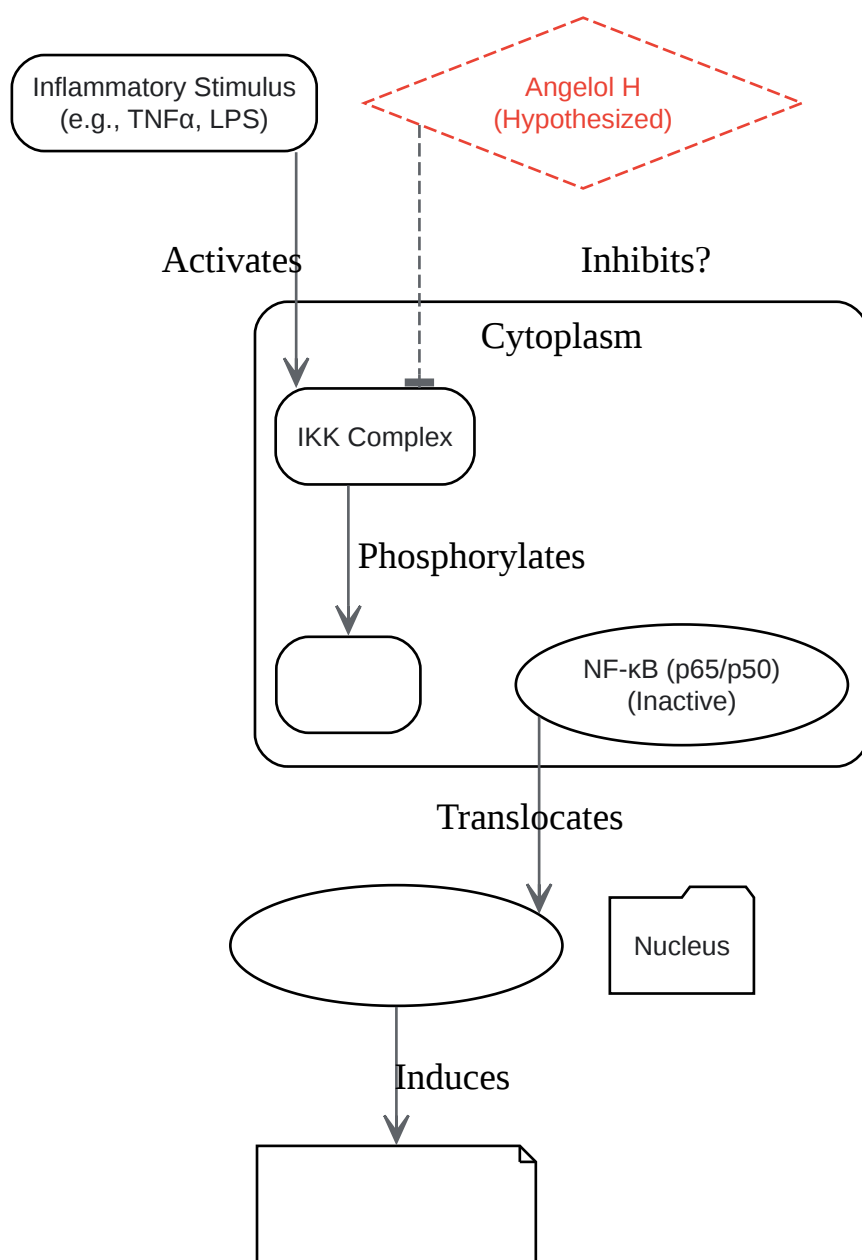 Inflammatory Stimulus
(e.g., TNFα, LPS)
Angelol H
(Hypothesized)
Activates
Inhibits?
Cytoplasm
IKK Complex
Phosphorylates
NF-κB (p65/p50)
(Inactive)
Translocates
Nucleus
Induces